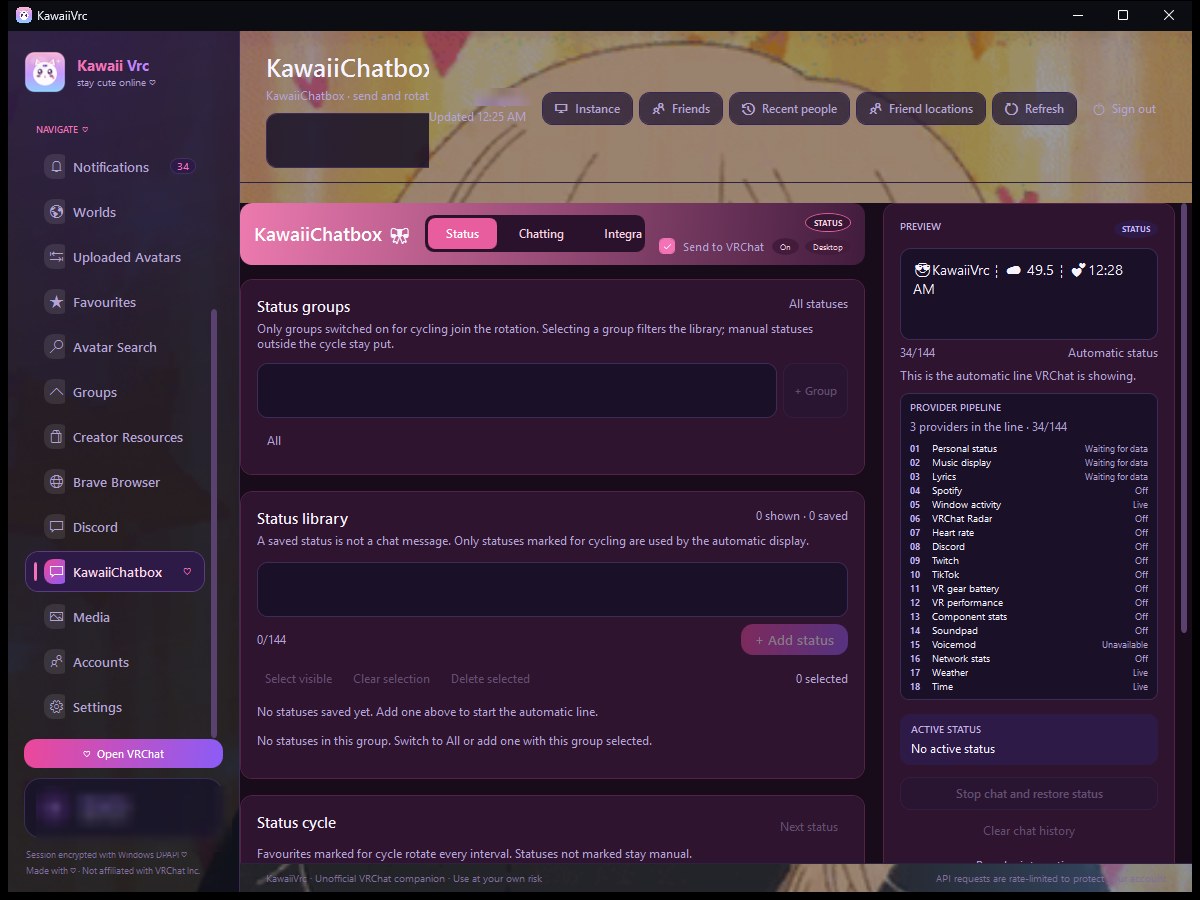 KawaiiVrc
Kawaii Vrc
stay cute online ♡
NAVIGATE ♡
Notifications 34
Worlds
Uploaded Avatars
Favourites
Avatar Search
Groups
Creator Resources
Brave Browser
Discord
KawaiiChatbox ♡
Media
Accounts
Settings
♡ Open VRChat
Session encrypted with Windows DPAPI ♡
Made with ♡ · Not affiliated with VRChat Inc.
KawaiiChatbox
KawaiiChatbox · send and rotat
Updated 12:25 AM
Instance
Friends
Recent people
Friend locations
Refresh
Sign out
KawaiiChatbox
Status
Chatting
Integra
Send to VRChat
STATUS
On
Desktop
Status groups
All statuses
Only groups switched on for cycling join the rotation. Selecting a group filters the library; manual statuses
outside the cycle stay put.
+ Group
All
Status library
0 shown · 0 saved
A saved status is not a chat message. Only statuses marked for cycling are used by the automatic display.
0/144
+ Add status
Select visible
Clear selection
Delete selected
0 selected
No statuses saved yet. Add one above to start the automatic line.
No statuses in this group. Switch to All or add one with this group selected.
Status cycle
Next status
Favourites marked for cycle rotate every interval. Statuses not marked stay manual.
PREVIEW
STATUS
KawaiiVrc ¦ ☁ 49.5 ¦ 💕 12:28
AM
34/144
Automatic status
This is the automatic line VRChat is showing.
PROVIDER PIPELINE
3 providers in the line · 34/144
01 Personal status Waiting for data
02 Music display Waiting for data
03 Lyrics Waiting for data
04 Spotify Off
05 Window activity Live
06 VRChat Radar Off
07 Heart rate Off
08 Discord Off
09 Twitch Off
10 TikTok Off
11 VR gear battery Off
12 VR performance Off
13 Component stats Off
14 Soundpad Off
15 Voicemod Unavailable
16 Network stats Off
17 Weather Live
18 Time Live
ACTIVE STATUS
No active status
Stop chat and restore status
Clear chat history
KawaiiVrc · Unofficial VRChat companion · Use at your own risk
API requests are rate-limited to protect your account